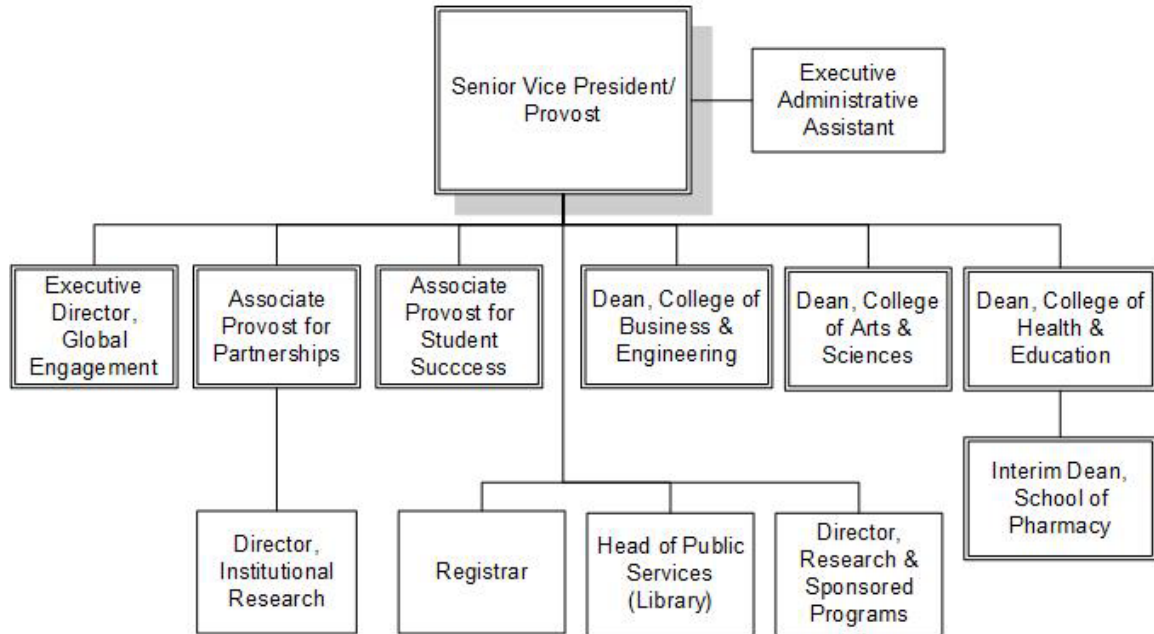 Senior Vice President/
Provost
Executive
Administrative
Assistant
Executive
Director,
Global
Engagement
Associate
Provost for
Partnerships
Associate
Provost for
Student
Succcess
Dean, College of
Business &
Engineering
Dean, College
of Arts &
Sciences
Dean, College of
Health &
Education
Interim Dean,
School of
Pharmacy
Director,
Institutional
Research
Registrar
Head of Public
Services
(Library)
Director,
Research &
Sponsored
Programs